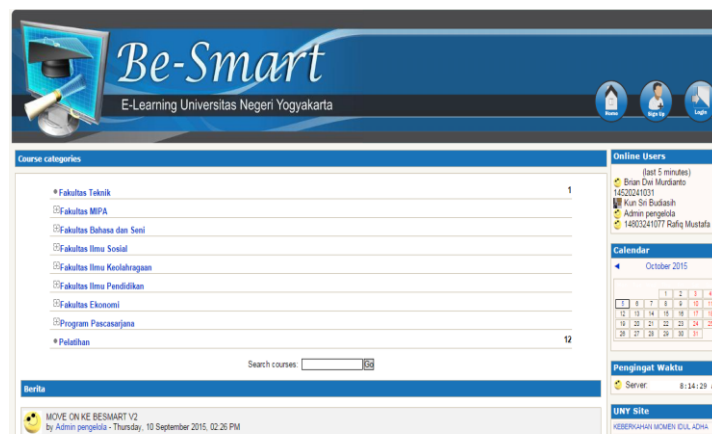 Be-Smart
E-Learning Universitas Negeri Yogyakarta
Home
Sign Up
Login
Course categories
Fakultas Teknik 1
Fakultas MIPA
Fakultas Bahasa dan Seni
Fakultas Ilmu Sosial
Fakultas Ilmu Keolahragaan
Fakultas Ilmu Pendidikan
Fakultas Ekonomi
Program Pascasarjana
Pelatihan 12
Search courses: Go
Berita
MOVE ON KE BESMART V2
by Admin pengelola - Thursday, 10 September 2015, 02:26 PM
Online Users
(last 5 minutes)
Brian Dwi Murdianto
14520241031
Kun Sri Budiasih
Admin pengelola
14803241077 Rafiq Mustafa
Calendar
October 2015
1 2 3 4
5 6 7 8 9 10 11
12 13 14 15 16 17 18
19 20 21 22 23 24 25
26 27 28 29 30 31
Pengingat Waktu
Server: 8:14:29
UNY Site
KEBERKAHAN MOMEN IDUL ADHA